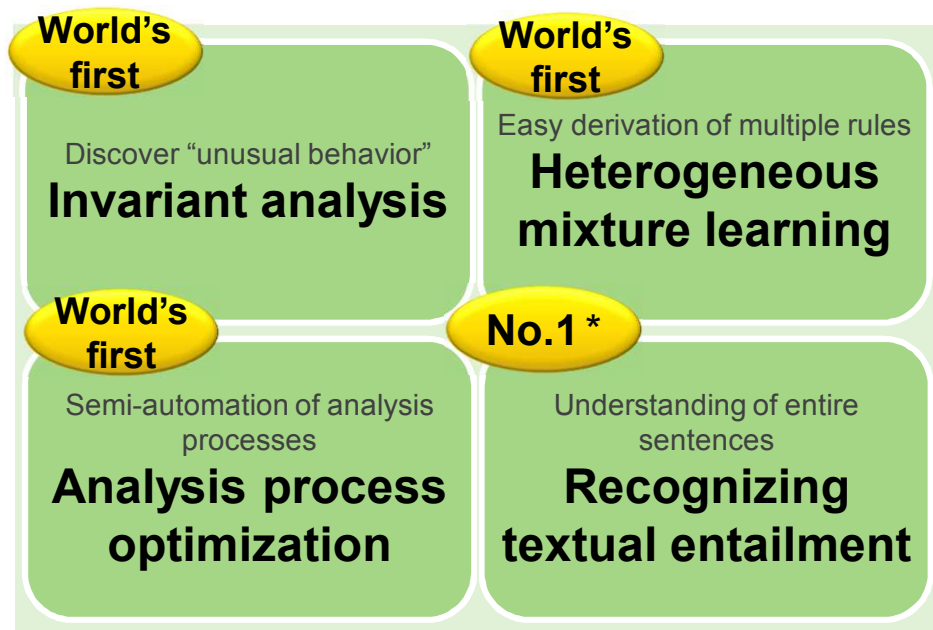 World's
first
Discover “unusual behavior”
Invariant analysis
World's
first
Easy derivation of multiple rules
Heterogeneous
mixture learning
World's
first
Semi-automation of analysis
processes
Analysis process
optimization
No.1 *
Understanding of entire
sentences
Recognizing
textual entailment